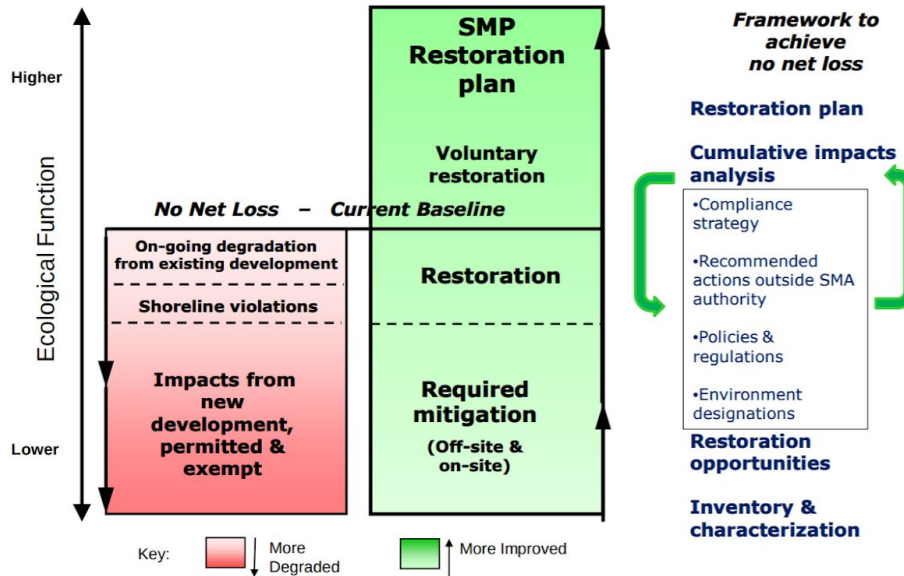 Higher
Ecological Function
Lower
No Net Loss – Current Baseline
On-going degradation
from existing development
Shoreline violations
Impacts from
new
development,
permitted &
exempt
SMP
Restoration
plan
Voluntary
restoration
Restoration
Required
mitigation
(Off-site &
on-site)
Framework to
achieve
no net loss
Restoration plan
Cumulative impacts
analysis
•Compliance
strategy
•Recommended
actions outside SMA
authority
•Policies &
regulations
•Environment
designations
Restoration
opportunities
Inventory &
characterization
Key:
More
Degraded
More Improved